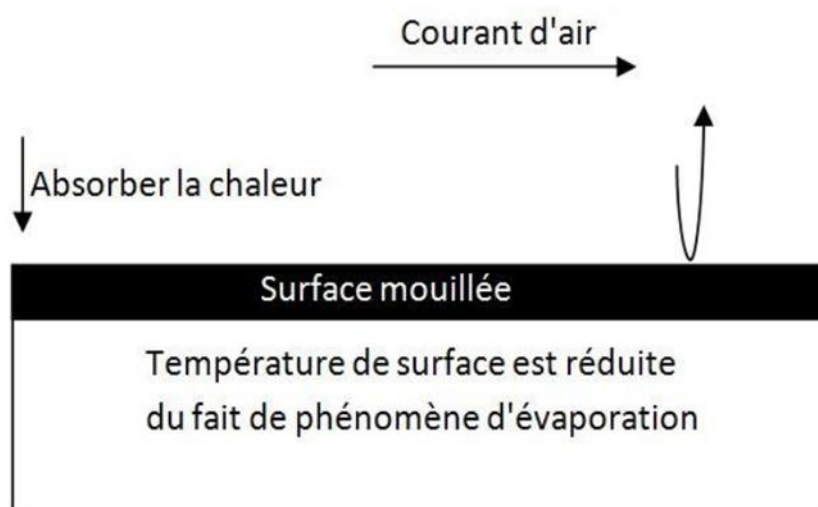 Courant d'air
Absorber la chaleur
Surface mouillée
Température de surface est réduite
du fait de phénomène d'évaporation